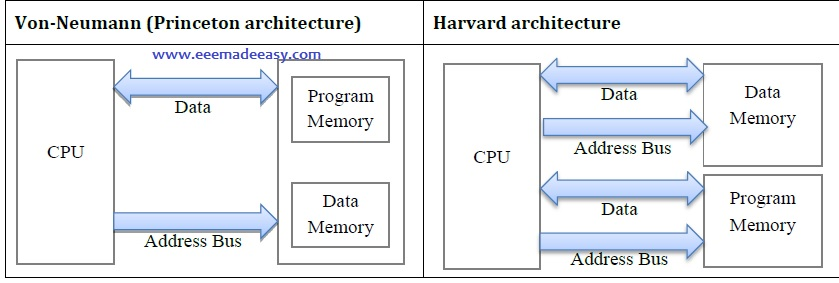 Von-Neumann (Princeton architecture)
Harvard architecture
www.eeemadeeasy.com
CPU
Data
Program
Memory
Data
Memory
Address Bus
CPU
Data
Address Bus
Data
Memory
Data
Address Bus
Program
Memory